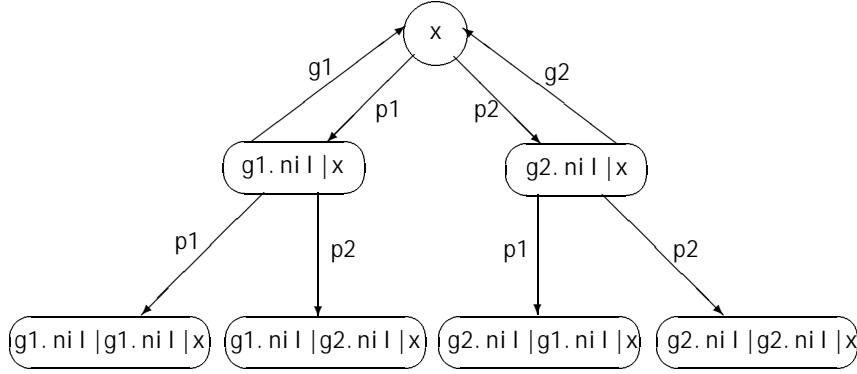 x
g1 g2
p1 p2
g1.nil|x g2.nil|x
p1 p2 p1 p2
g1.nil|g1.nil|x g1.nil|g2.nil|x g2.nil|g1.nil|x g2.nil|g2.nil|x